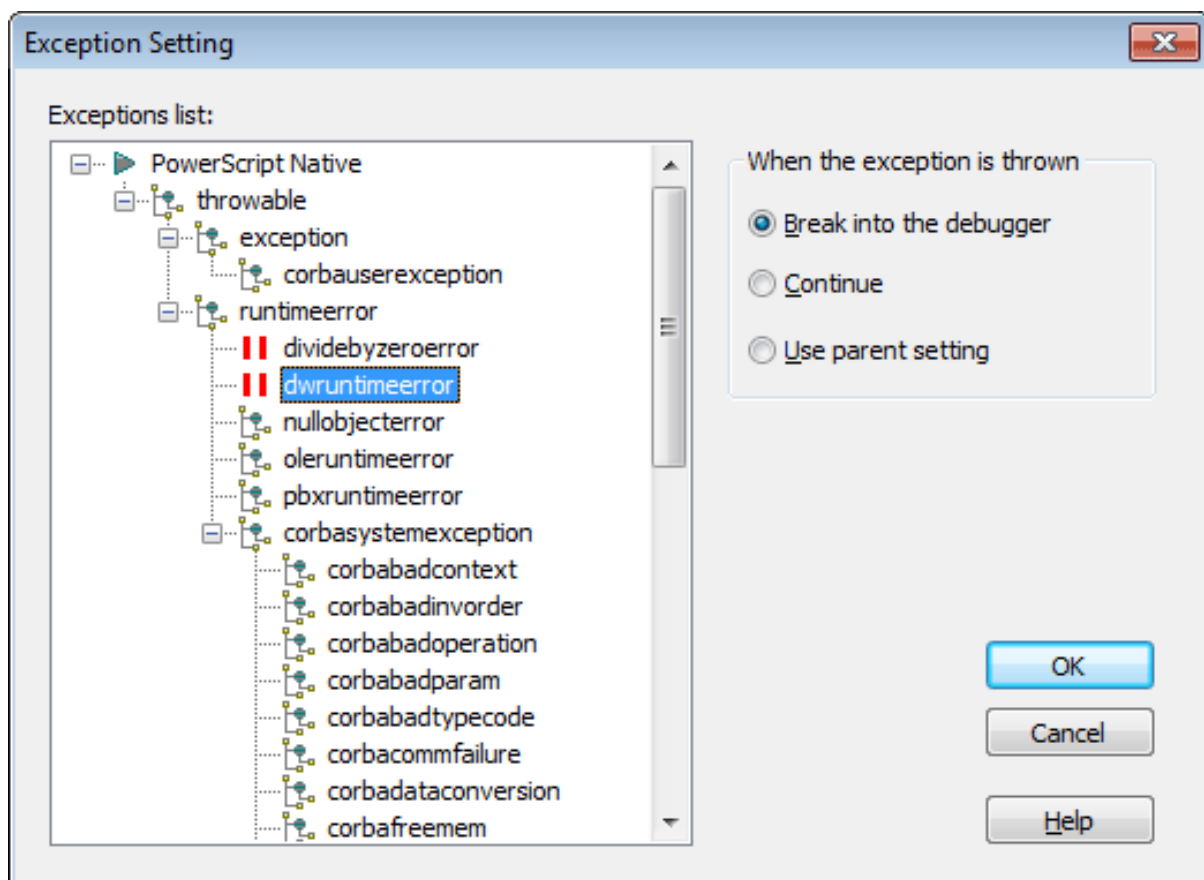 Exception Setting
Exceptions list:
PowerScript Native
throwable
exception
corbauserexception
runtimeerror
dividebyzeroerror
dwruntimeerror
nullobjecterror
oleruntimeerror
pbxruntimeerror
corbasystemexception
corbabadcontext
corbabadinvorder
corbabadoperation
corbabadparam
corbabadtypecode
corbacommfailure
corbadataconversion
corbafreemem
When the exception is thrown
Break into the debugger
Continue
Use parent setting
OK
Cancel
Help